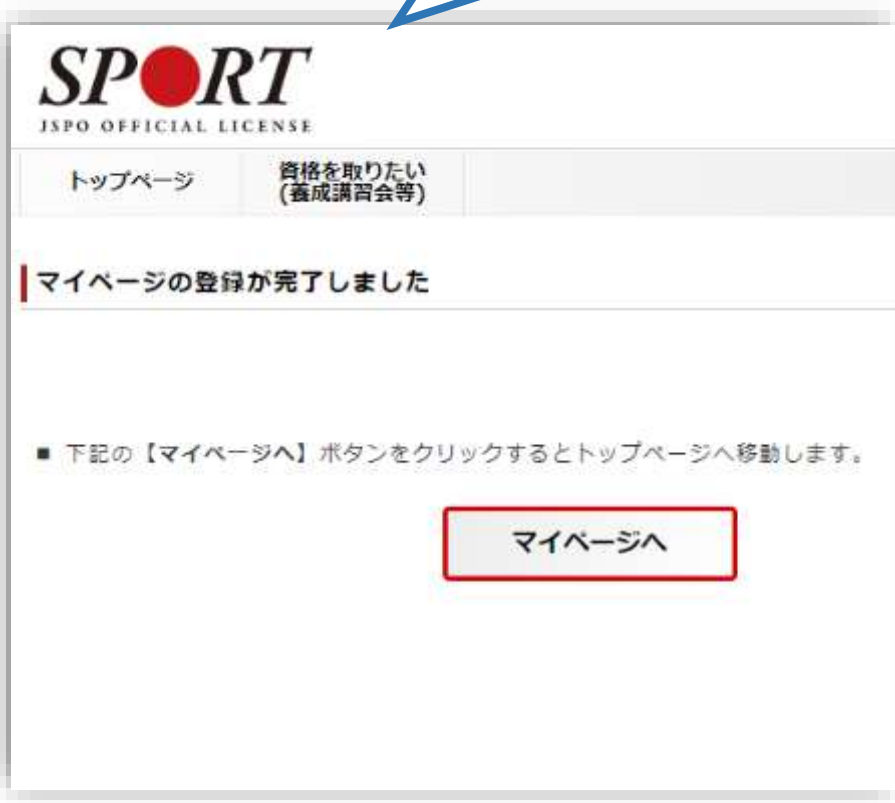 SPORT
JSPO OFFICIAL LICENSE
トップページ
資格を取りたい
(養成講習会等)
マイページの登録が完了しました
■ 下記の【マイページへ】ボタンをクリックするとトップページへ移動します。
マイページへ